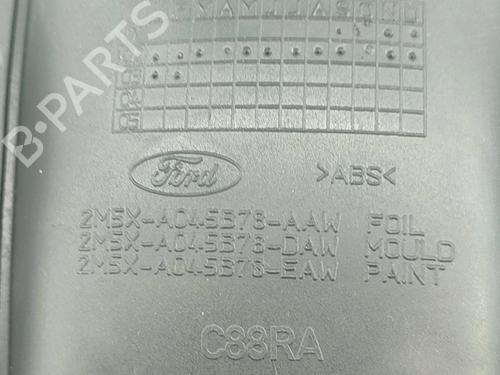 J F M A M J J A S O N D
B-PARTS
Ford
>ABS<
2M5X-A045B78-AAW FOIL
2M5X-A045B78-DAW MOULD
2M5X-A045B78-EAW PAINT
C88RA